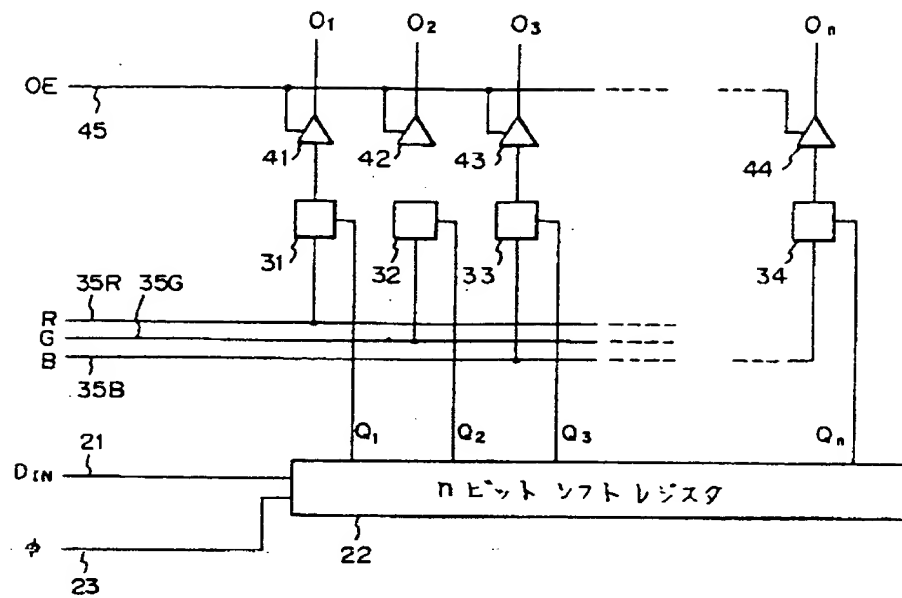 O₁ O₂ O₃ Oₙ
OE
45
41 42 43 44
31 32 33 34
35R 35G
R
G
B
35B
Q₁ Q₂ Q₃ Qₙ
21
D_IN
nビットシフトレジスタ
φ
23
22